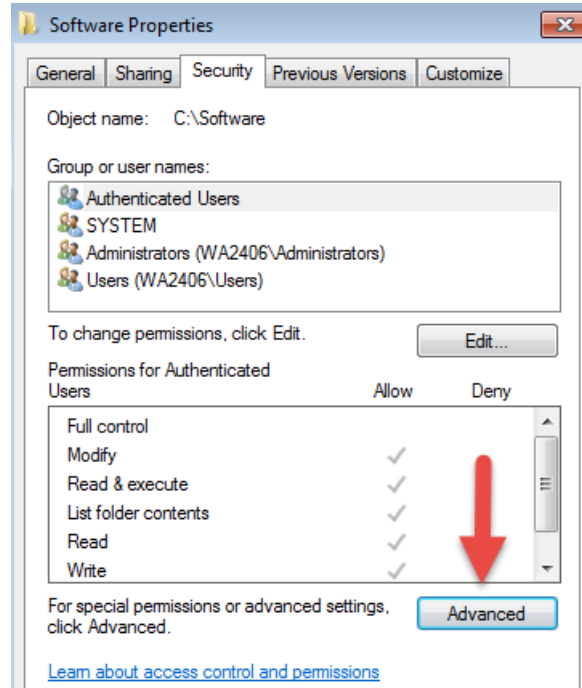 Software Properties
General Sharing Security Previous Versions Customize
Object name: C:\Software
Group or user names:
Authenticated Users
SYSTEM
Administrators (WA2406\Administrators)
Users (WA2406\Users)
To change permissions, click Edit.
Edit...
Permissions for Authenticated
Users Allow Deny
Full control
Modify
Read & execute
List folder contents
Read
Write
For special permissions or advanced settings,
click Advanced.
Advanced
Learn about access control and permissions